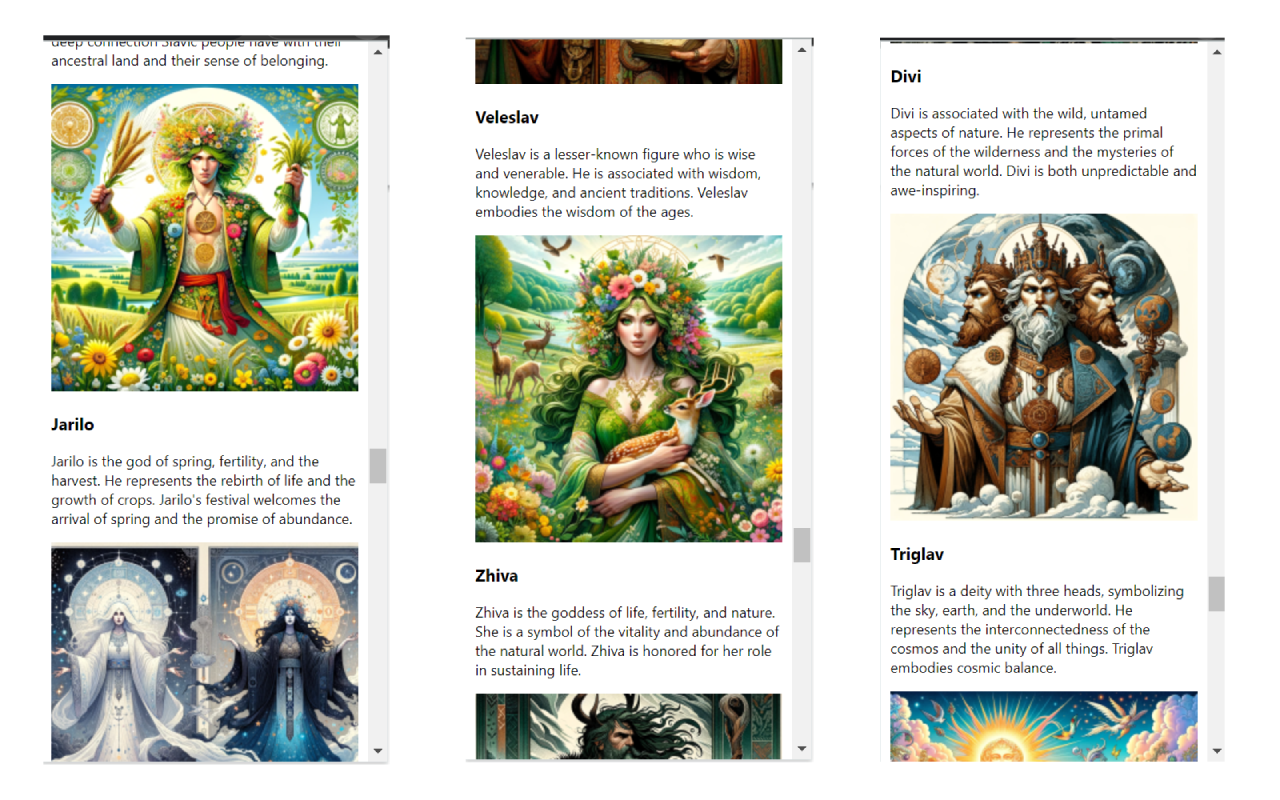 deep connection Slavic people have with their
ancestral land and their sense of belonging.
Jarilo
Jarilo is the god of spring, fertility, and the
harvest. He represents the rebirth of life and the
growth of crops. Jarilo's festival welcomes the
arrival of spring and the promise of abundance.
Veleslav
Veleslav is a lesser-known figure who is wise
and venerable. He is associated with wisdom,
knowledge, and ancient traditions. Veleslav
embodies the wisdom of the ages.
Zhiva
Zhiva is the goddess of life, fertility, and nature.
She is a symbol of the vitality and abundance of
the natural world. Zhiva is honored for her role
in sustaining life.
Divi
Divi is associated with the wild, untamed
aspects of nature. He represents the primal
forces of the wilderness and the mysteries of
the natural world. Divi is both unpredictable and
awe-inspiring.
Triglav
Triglav is a deity with three heads, symbolizing
the sky, earth, and the underworld. He
represents the interconnectedness of the
cosmos and the unity of all things. Triglav
embodies cosmic balance.